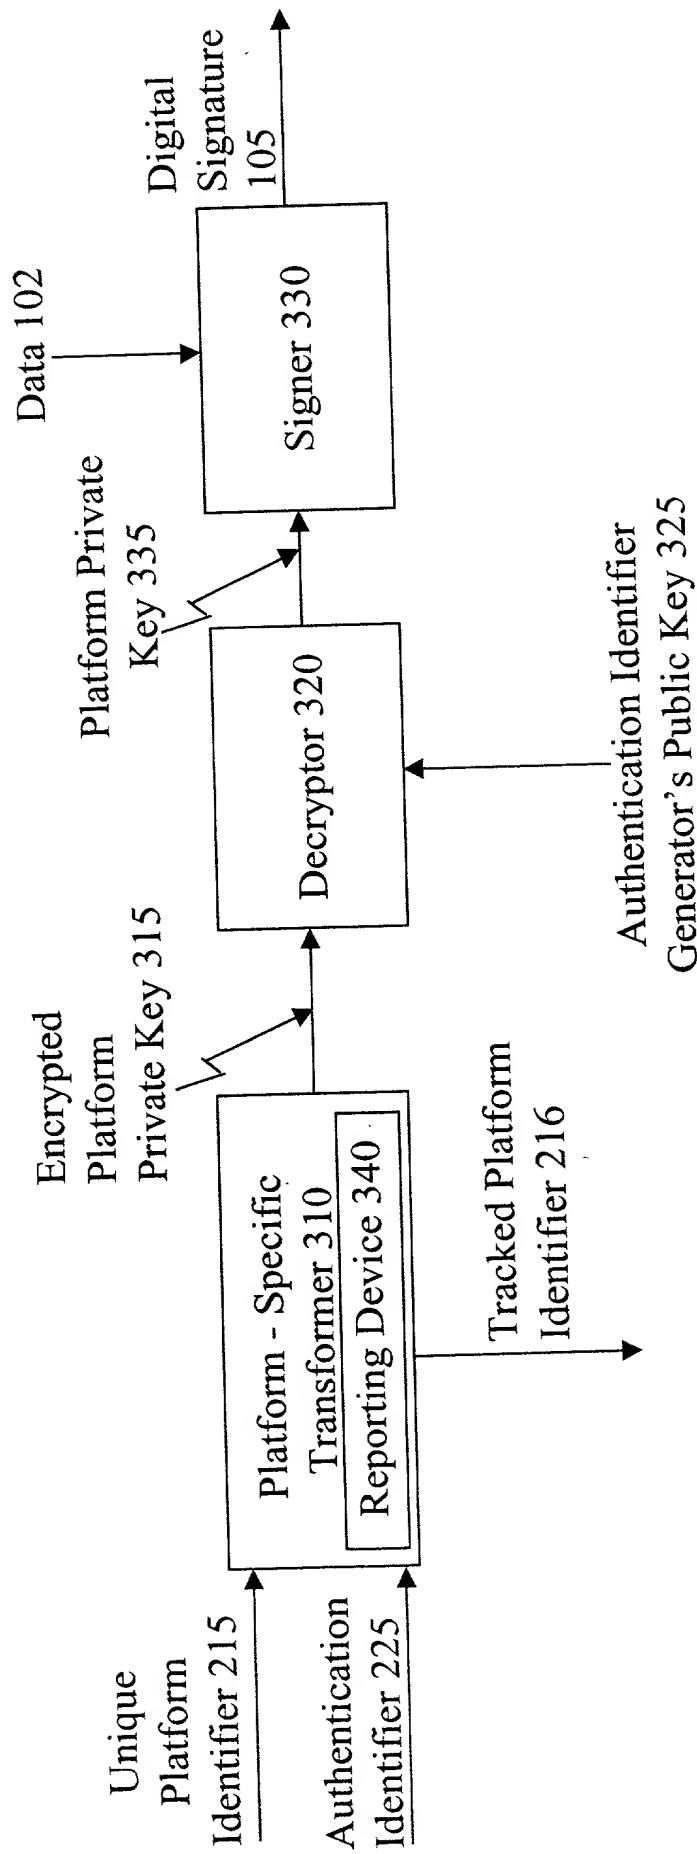 Unique
Platform
Identifier 215
Authentication
Identifier 225
Platform - Specific
Transformer 310
Reporting Device 340
Tracked Platform
Identifier 216
Encrypted
Platform
Private Key 315
Decryptor 320
Authentication Identifier
Generator's Public Key 325
Platform Private
Key 335
Data 102
Signer 330
Digital
Signature
105